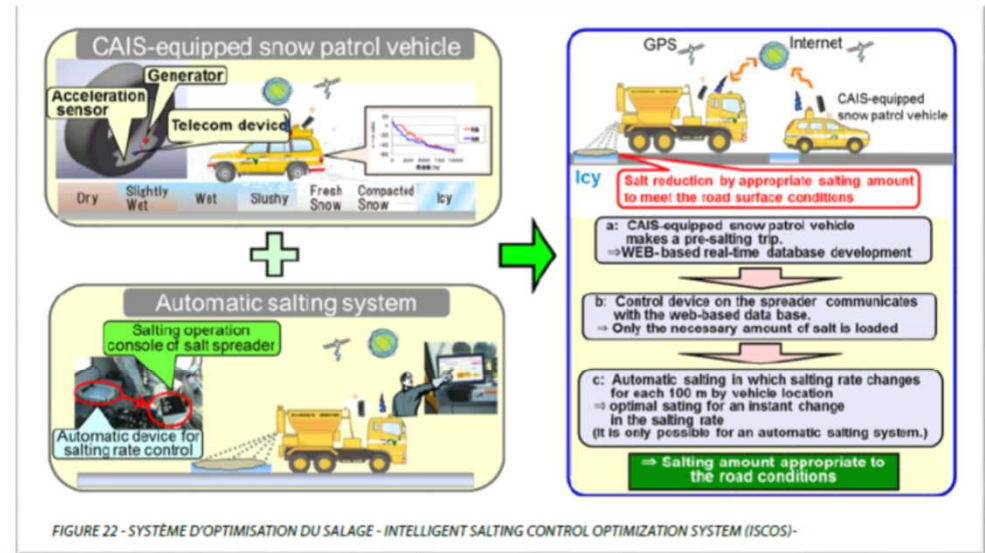 CAIS-equipped snow patrol vehicle
Generator
Acceleration
sensor
Telecom device
Dry
Slightly
Wet
Wet
Slushy
Fresh
Snow
Compacted
Snow
Icy
Automatic salting system
Salting operation
console of salt spreader
Automatic device for
salting rate control
GPS
Internet
CAIS-equipped
snow patrol vehicle
Icy
Salt reduction by appropriate salting amount
to meet the road surface conditions
a: CAIS-equipped snow patrol vehicle
makes a pre-salting trip.
⇒WEB-based real-time database development
b: Control device on the spreader communicates
with the web-based data base.
⇒ Only the necessary amount of salt is loaded
c: Automatic salting in which salting rate changes
for each 100 m by vehicle location
⇒ optimal sating for an instant change
in the salting rate
(It is only possible for an automatic salting system.)
⇒ Salting amount appropriate to
the road conditions
FIGURE 22 - SYSTÈME D'OPTIMISATION DU SALAGE - INTELLIGENT SALTING CONTROL OPTIMIZATION SYSTEM (ISCOS)-